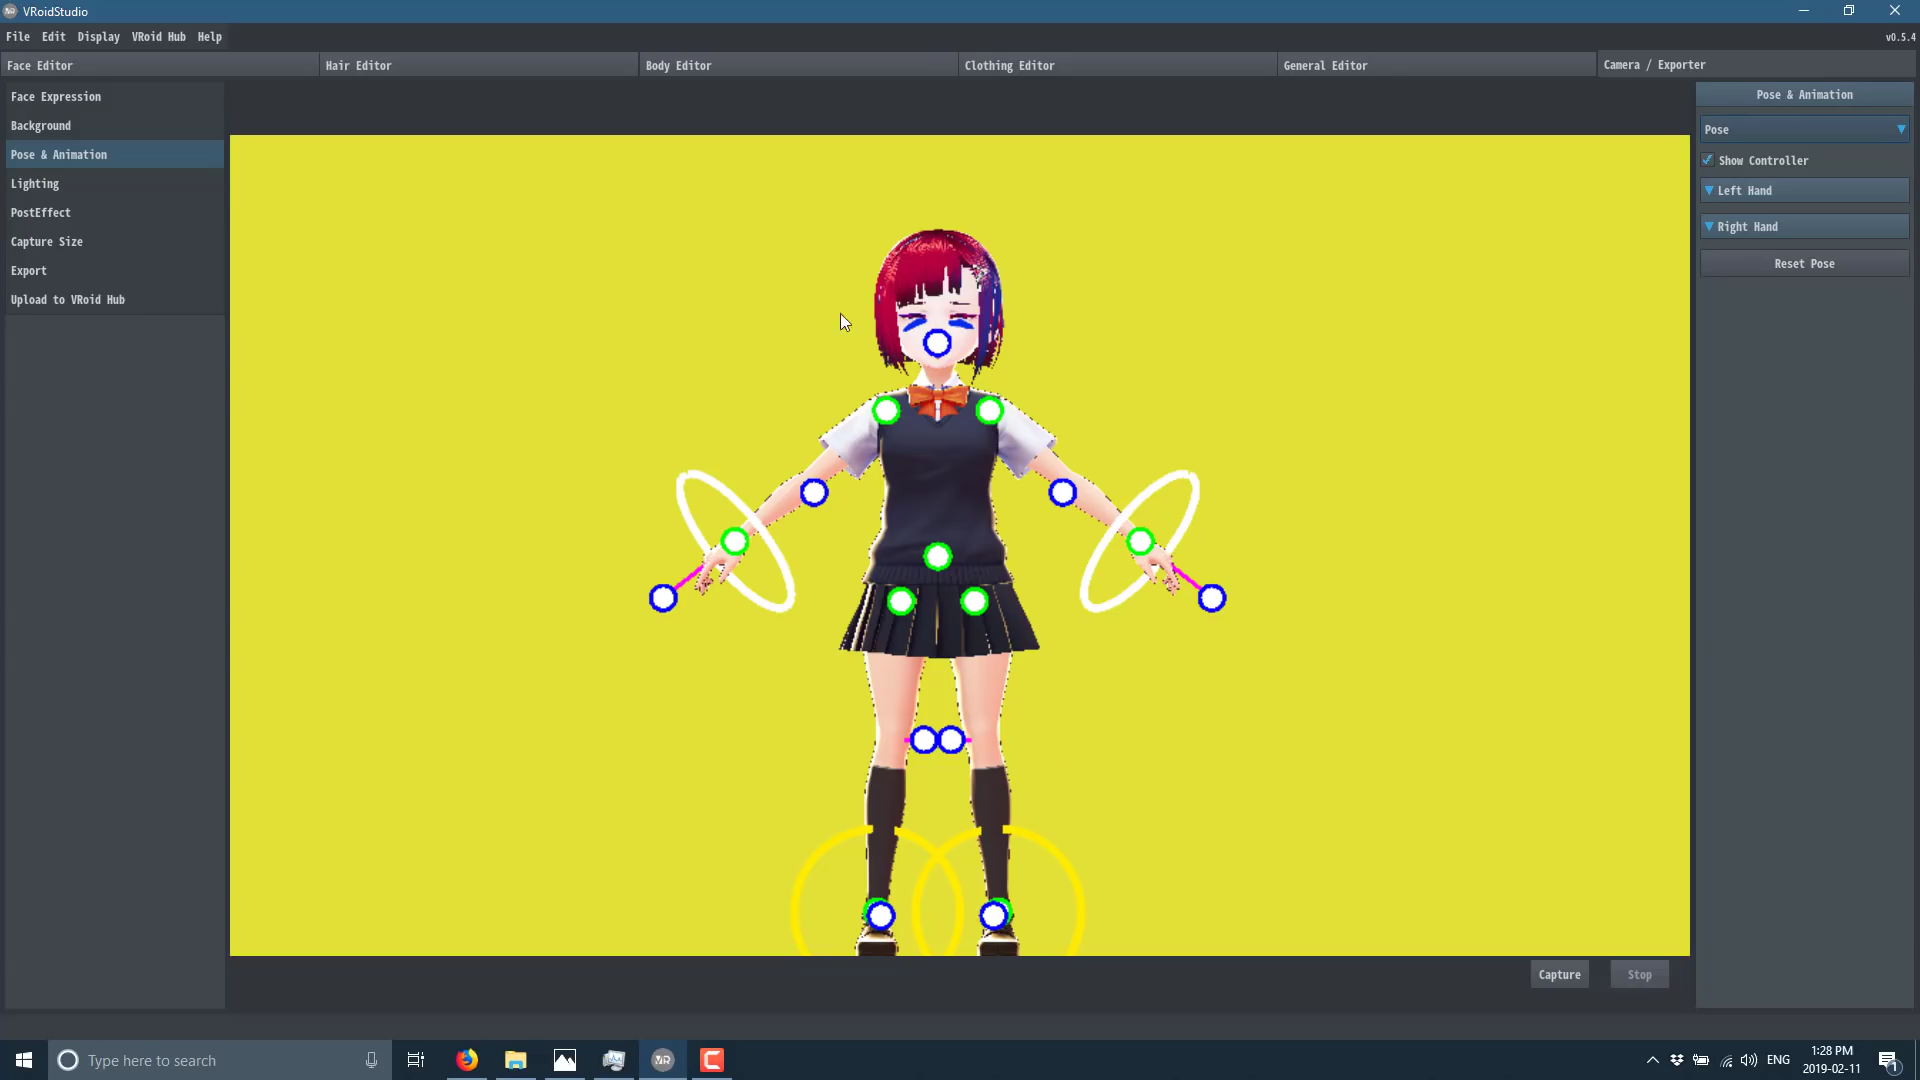 VRoidStudio
File Edit Display VRoid Hub Help
v0.5.4
Face Editor
Hair Editor
Body Editor
Clothing Editor
General Editor
Camera / Exporter
Face Expression
Background
Pose & Animation
Lighting
PostEffect
Capture Size
Export
Upload to VRoid Hub
Pose & Animation
Pose
Show Controller
Left Hand
Right Hand
Reset Pose
Capture
Stop
Type here to search
ENG
1:28 PM
2019-02-11
1